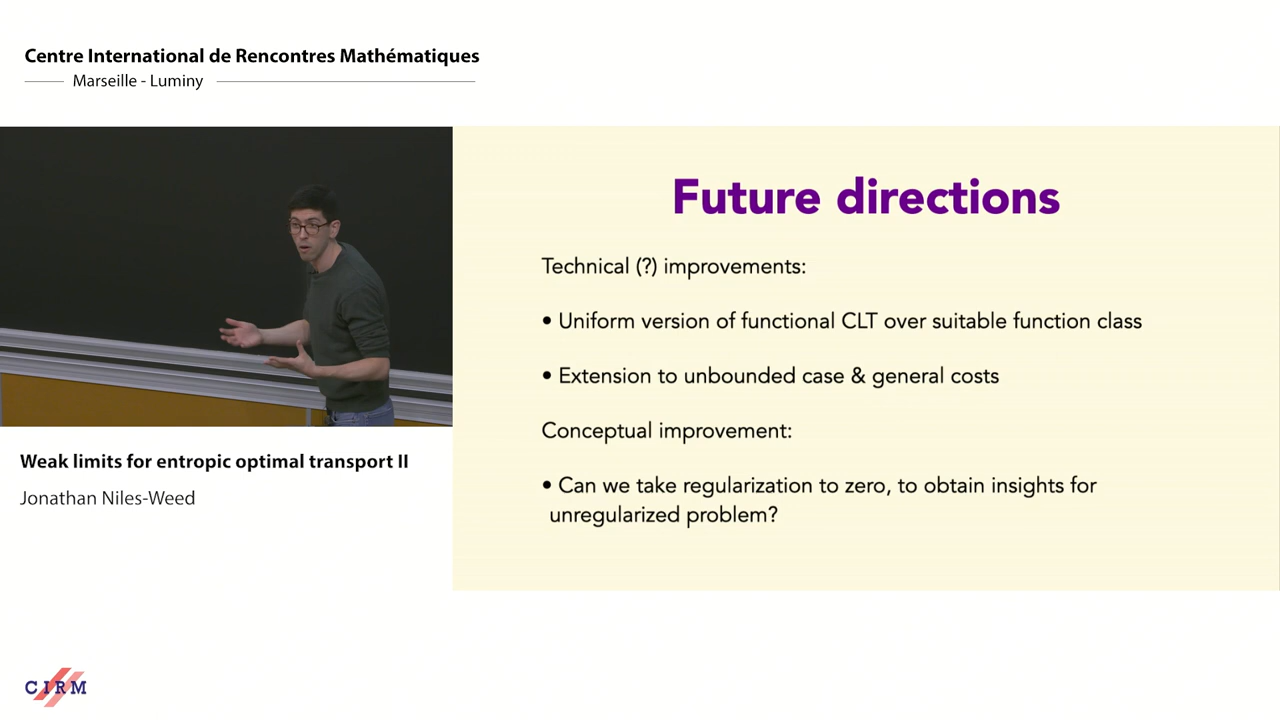 Centre International de Rencontres Mathématiques
Marseille - Luminy
Future directions
Technical (?) improvements:
• Uniform version of functional CLT over suitable function class
• Extension to unbounded case & general costs
Conceptual improvement:
• Can we take regularization to zero, to obtain insights for
unregularized problem?
Weak limits for entropic optimal transport II
Jonathan Niles-Weed
CIRM